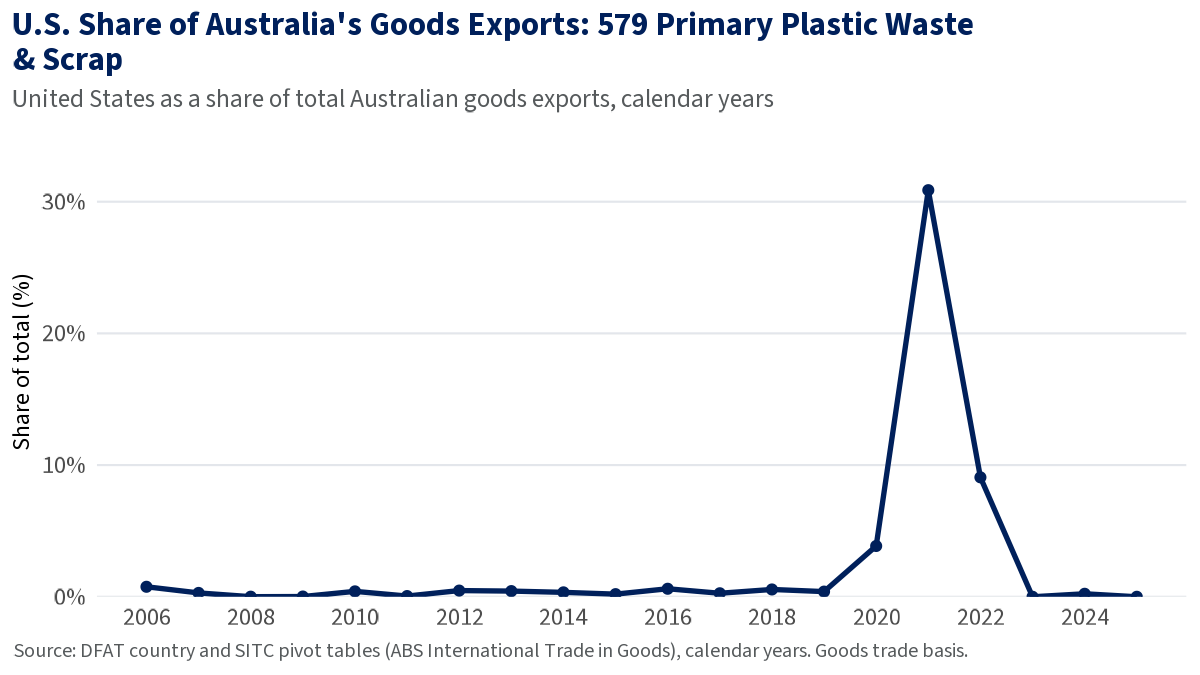 U.S. Share of Australia's Goods Exports: 579 Primary Plastic Waste
& Scrap
United States as a share of total Australian goods exports, calendar years
Share of total (%)
30%
20%
10%
0%
2006 2008 2010 2012 2014 2016 2018 2020 2022 2024
Source: DFAT country and SITC pivot tables (ABS International Trade in Goods), calendar years. Goods trade basis.